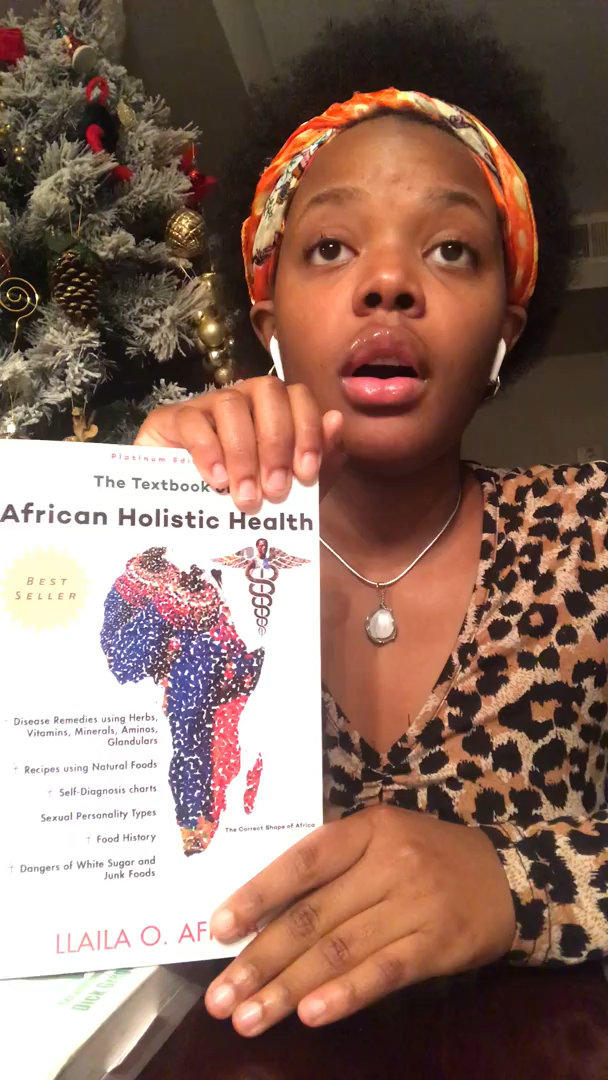 Platinum
The Textbook
African Holistic Health
BEST
SELLER
Disease Remedies using Herbs,
Vitamins, Minerals, Aminos,
Glandulars
Recipes using Natural Foods
Self-Diagnosis charts
Sexual Personality Types
Food History
Dangers of White Sugar and
Junk Foods
The Correct Shape of Africa
LLAILA O.
DICK